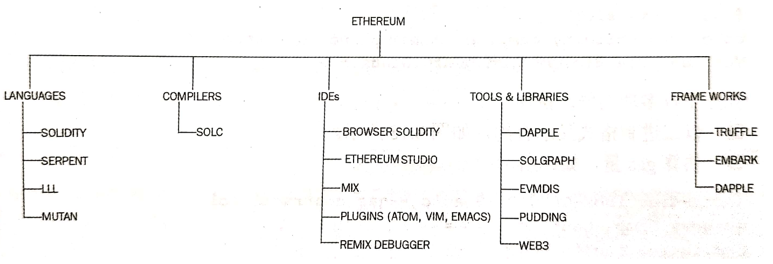 ETHEREUM
LANGUAGES
SOLIDITY
SERPENT
LLL
MUTAN
COMPILERS
SOLC
IDEs
BROWSER SOLIDITY
ETHEREUM STUDIO
MIX
PLUGINS (ATOM, VIM, EMACS)
REMIX DEBUGGER
TOOLS & LIBRARIES
DAPPLE
SOLGRAPH
EVMDIS
PUDDING
WEB3
FRAME WORKS
TRUFFLE
EMBARK
DAPPLE